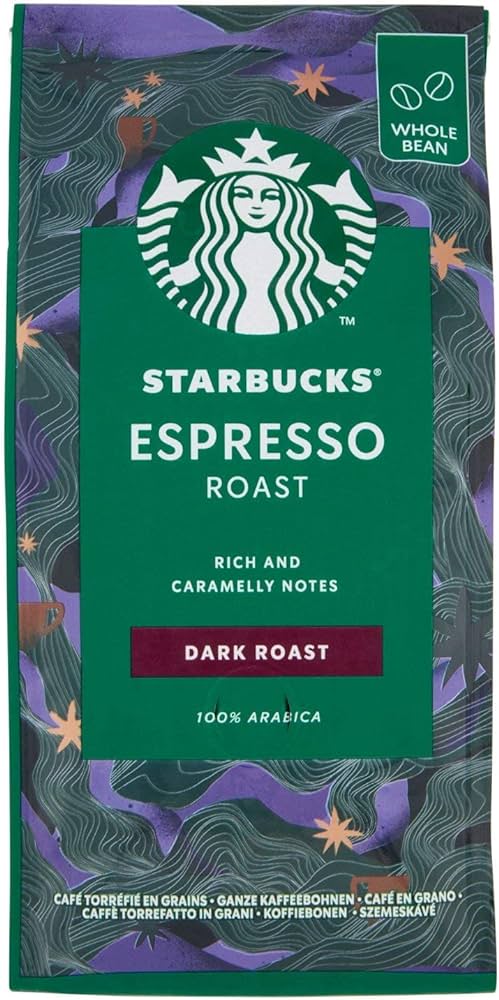 WHOLE
BEAN
TM
STARBUCKS®
ESPRESSO
ROAST
RICH AND
CARAMELLY NOTES
DARK ROAST
100% ARABICA
CAFÉ TORRÉFIÉ EN GRAINS • GANZE KAFFEEBOHNEN • CAFÉ EN GRANO •
CAFFÈ TORREFATTO IN GRANI • KOFFIEBONEN • SZEMESKÁVÉ